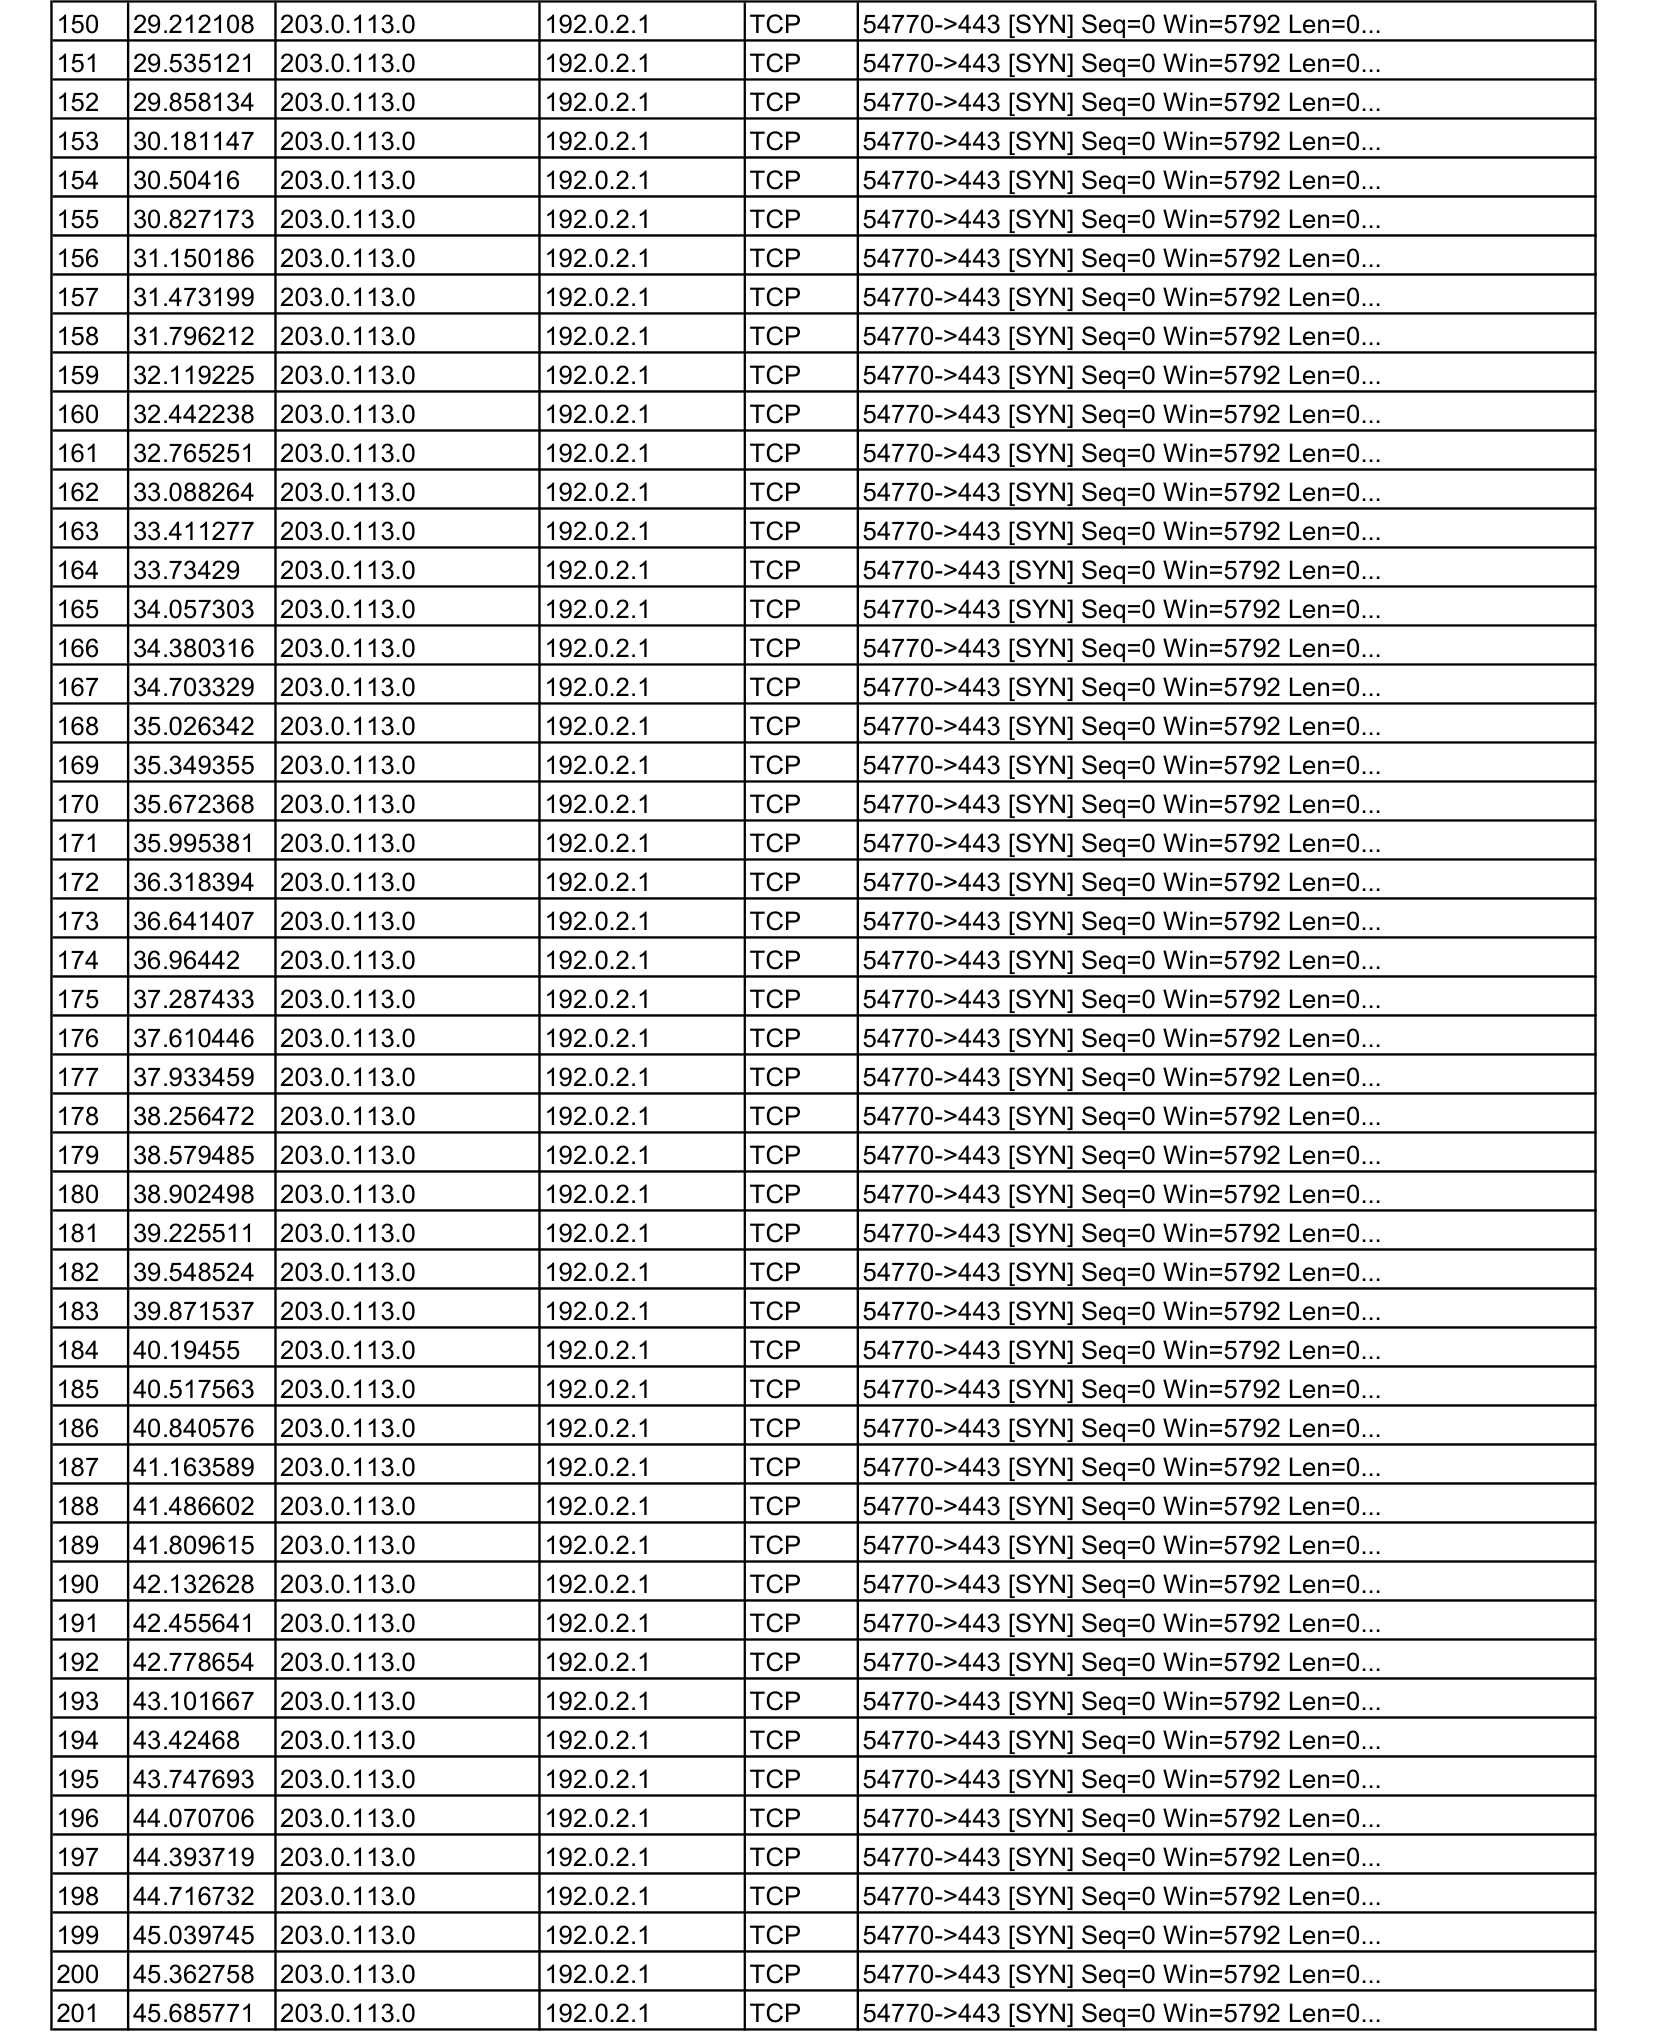 150 29.212108 203.0.113.0 192.0.2.1 TCP 54770->443 [SYN] Seq=0 Win=5792 Len=0...
151 29.535121 203.0.113.0 192.0.2.1 TCP 54770->443 [SYN] Seq=0 Win=5792 Len=0...
152 29.858134 203.0.113.0 192.0.2.1 TCP 54770->443 [SYN] Seq=0 Win=5792 Len=0...
153 30.181147 203.0.113.0 192.0.2.1 TCP 54770->443 [SYN] Seq=0 Win=5792 Len=0...
154 30.50416 203.0.113.0 192.0.2.1 TCP 54770->443 [SYN] Seq=0 Win=5792 Len=0...
155 30.827173 203.0.113.0 192.0.2.1 TCP 54770->443 [SYN] Seq=0 Win=5792 Len=0...
156 31.150186 203.0.113.0 192.0.2.1 TCP 54770->443 [SYN] Seq=0 Win=5792 Len=0...
157 31.473199 203.0.113.0 192.0.2.1 TCP 54770->443 [SYN] Seq=0 Win=5792 Len=0...
158 31.796212 203.0.113.0 192.0.2.1 TCP 54770->443 [SYN] Seq=0 Win=5792 Len=0...
159 32.119225 203.0.113.0 192.0.2.1 TCP 54770->443 [SYN] Seq=0 Win=5792 Len=0...
160 32.442238 203.0.113.0 192.0.2.1 TCP 54770->443 [SYN] Seq=0 Win=5792 Len=0...
161 32.765251 203.0.113.0 192.0.2.1 TCP 54770->443 [SYN] Seq=0 Win=5792 Len=0...
162 33.088264 203.0.113.0 192.0.2.1 TCP 54770->443 [SYN] Seq=0 Win=5792 Len=0...
163 33.411277 203.0.113.0 192.0.2.1 TCP 54770->443 [SYN] Seq=0 Win=5792 Len=0...
164 33.73429 203.0.113.0 192.0.2.1 TCP 54770->443 [SYN] Seq=0 Win=5792 Len=0...
165 34.057303 203.0.113.0 192.0.2.1 TCP 54770->443 [SYN] Seq=0 Win=5792 Len=0...
166 34.380316 203.0.113.0 192.0.2.1 TCP 54770->443 [SYN] Seq=0 Win=5792 Len=0...
167 34.703329 203.0.113.0 192.0.2.1 TCP 54770->443 [SYN] Seq=0 Win=5792 Len=0...
168 35.026342 203.0.113.0 192.0.2.1 TCP 54770->443 [SYN] Seq=0 Win=5792 Len=0...
169 35.349355 203.0.113.0 192.0.2.1 TCP 54770->443 [SYN] Seq=0 Win=5792 Len=0...
170 35.672368 203.0.113.0 192.0.2.1 TCP 54770->443 [SYN] Seq=0 Win=5792 Len=0...
171 35.995381 203.0.113.0 192.0.2.1 TCP 54770->443 [SYN] Seq=0 Win=5792 Len=0...
172 36.318394 203.0.113.0 192.0.2.1 TCP 54770->443 [SYN] Seq=0 Win=5792 Len=0...
173 36.641407 203.0.113.0 192.0.2.1 TCP 54770->443 [SYN] Seq=0 Win=5792 Len=0...
174 36.96442 203.0.113.0 192.0.2.1 TCP 54770->443 [SYN] Seq=0 Win=5792 Len=0...
175 37.287433 203.0.113.0 192.0.2.1 TCP 54770->443 [SYN] Seq=0 Win=5792 Len=0...
176 37.610446 203.0.113.0 192.0.2.1 TCP 54770->443 [SYN] Seq=0 Win=5792 Len=0...
177 37.933459 203.0.113.0 192.0.2.1 TCP 54770->443 [SYN] Seq=0 Win=5792 Len=0...
178 38.256472 203.0.113.0 192.0.2.1 TCP 54770->443 [SYN] Seq=0 Win=5792 Len=0...
179 38.579485 203.0.113.0 192.0.2.1 TCP 54770->443 [SYN] Seq=0 Win=5792 Len=0...
180 38.902498 203.0.113.0 192.0.2.1 TCP 54770->443 [SYN] Seq=0 Win=5792 Len=0...
181 39.225511 203.0.113.0 192.0.2.1 TCP 54770->443 [SYN] Seq=0 Win=5792 Len=0...
182 39.548524 203.0.113.0 192.0.2.1 TCP 54770->443 [SYN] Seq=0 Win=5792 Len=0...
183 39.871537 203.0.113.0 192.0.2.1 TCP 54770->443 [SYN] Seq=0 Win=5792 Len=0...
184 40.19455 203.0.113.0 192.0.2.1 TCP 54770->443 [SYN] Seq=0 Win=5792 Len=0...
185 40.517563 203.0.113.0 192.0.2.1 TCP 54770->443 [SYN] Seq=0 Win=5792 Len=0...
186 40.840576 203.0.113.0 192.0.2.1 TCP 54770->443 [SYN] Seq=0 Win=5792 Len=0...
187 41.163589 203.0.113.0 192.0.2.1 TCP 54770->443 [SYN] Seq=0 Win=5792 Len=0...
188 41.486602 203.0.113.0 192.0.2.1 TCP 54770->443 [SYN] Seq=0 Win=5792 Len=0...
189 41.809615 203.0.113.0 192.0.2.1 TCP 54770->443 [SYN] Seq=0 Win=5792 Len=0...
190 42.132628 203.0.113.0 192.0.2.1 TCP 54770->443 [SYN] Seq=0 Win=5792 Len=0...
191 42.455641 203.0.113.0 192.0.2.1 TCP 54770->443 [SYN] Seq=0 Win=5792 Len=0...
192 42.778654 203.0.113.0 192.0.2.1 TCP 54770->443 [SYN] Seq=0 Win=5792 Len=0...
193 43.101667 203.0.113.0 192.0.2.1 TCP 54770->443 [SYN] Seq=0 Win=5792 Len=0...
194 43.42468 203.0.113.0 192.0.2.1 TCP 54770->443 [SYN] Seq=0 Win=5792 Len=0...
195 43.747693 203.0.113.0 192.0.2.1 TCP 54770->443 [SYN] Seq=0 Win=5792 Len=0...
196 44.070706 203.0.113.0 192.0.2.1 TCP 54770->443 [SYN] Seq=0 Win=5792 Len=0...
197 44.393719 203.0.113.0 192.0.2.1 TCP 54770->443 [SYN] Seq=0 Win=5792 Len=0...
198 44.716732 203.0.113.0 192.0.2.1 TCP 54770->443 [SYN] Seq=0 Win=5792 Len=0...
199 45.039745 203.0.113.0 192.0.2.1 TCP 54770->443 [SYN] Seq=0 Win=5792 Len=0...
200 45.362758 203.0.113.0 192.0.2.1 TCP 54770->443 [SYN] Seq=0 Win=5792 Len=0...
201 45.685771 203.0.113.0 192.0.2.1 TCP 54770->443 [SYN] Seq=0 Win=5792 Len=0...